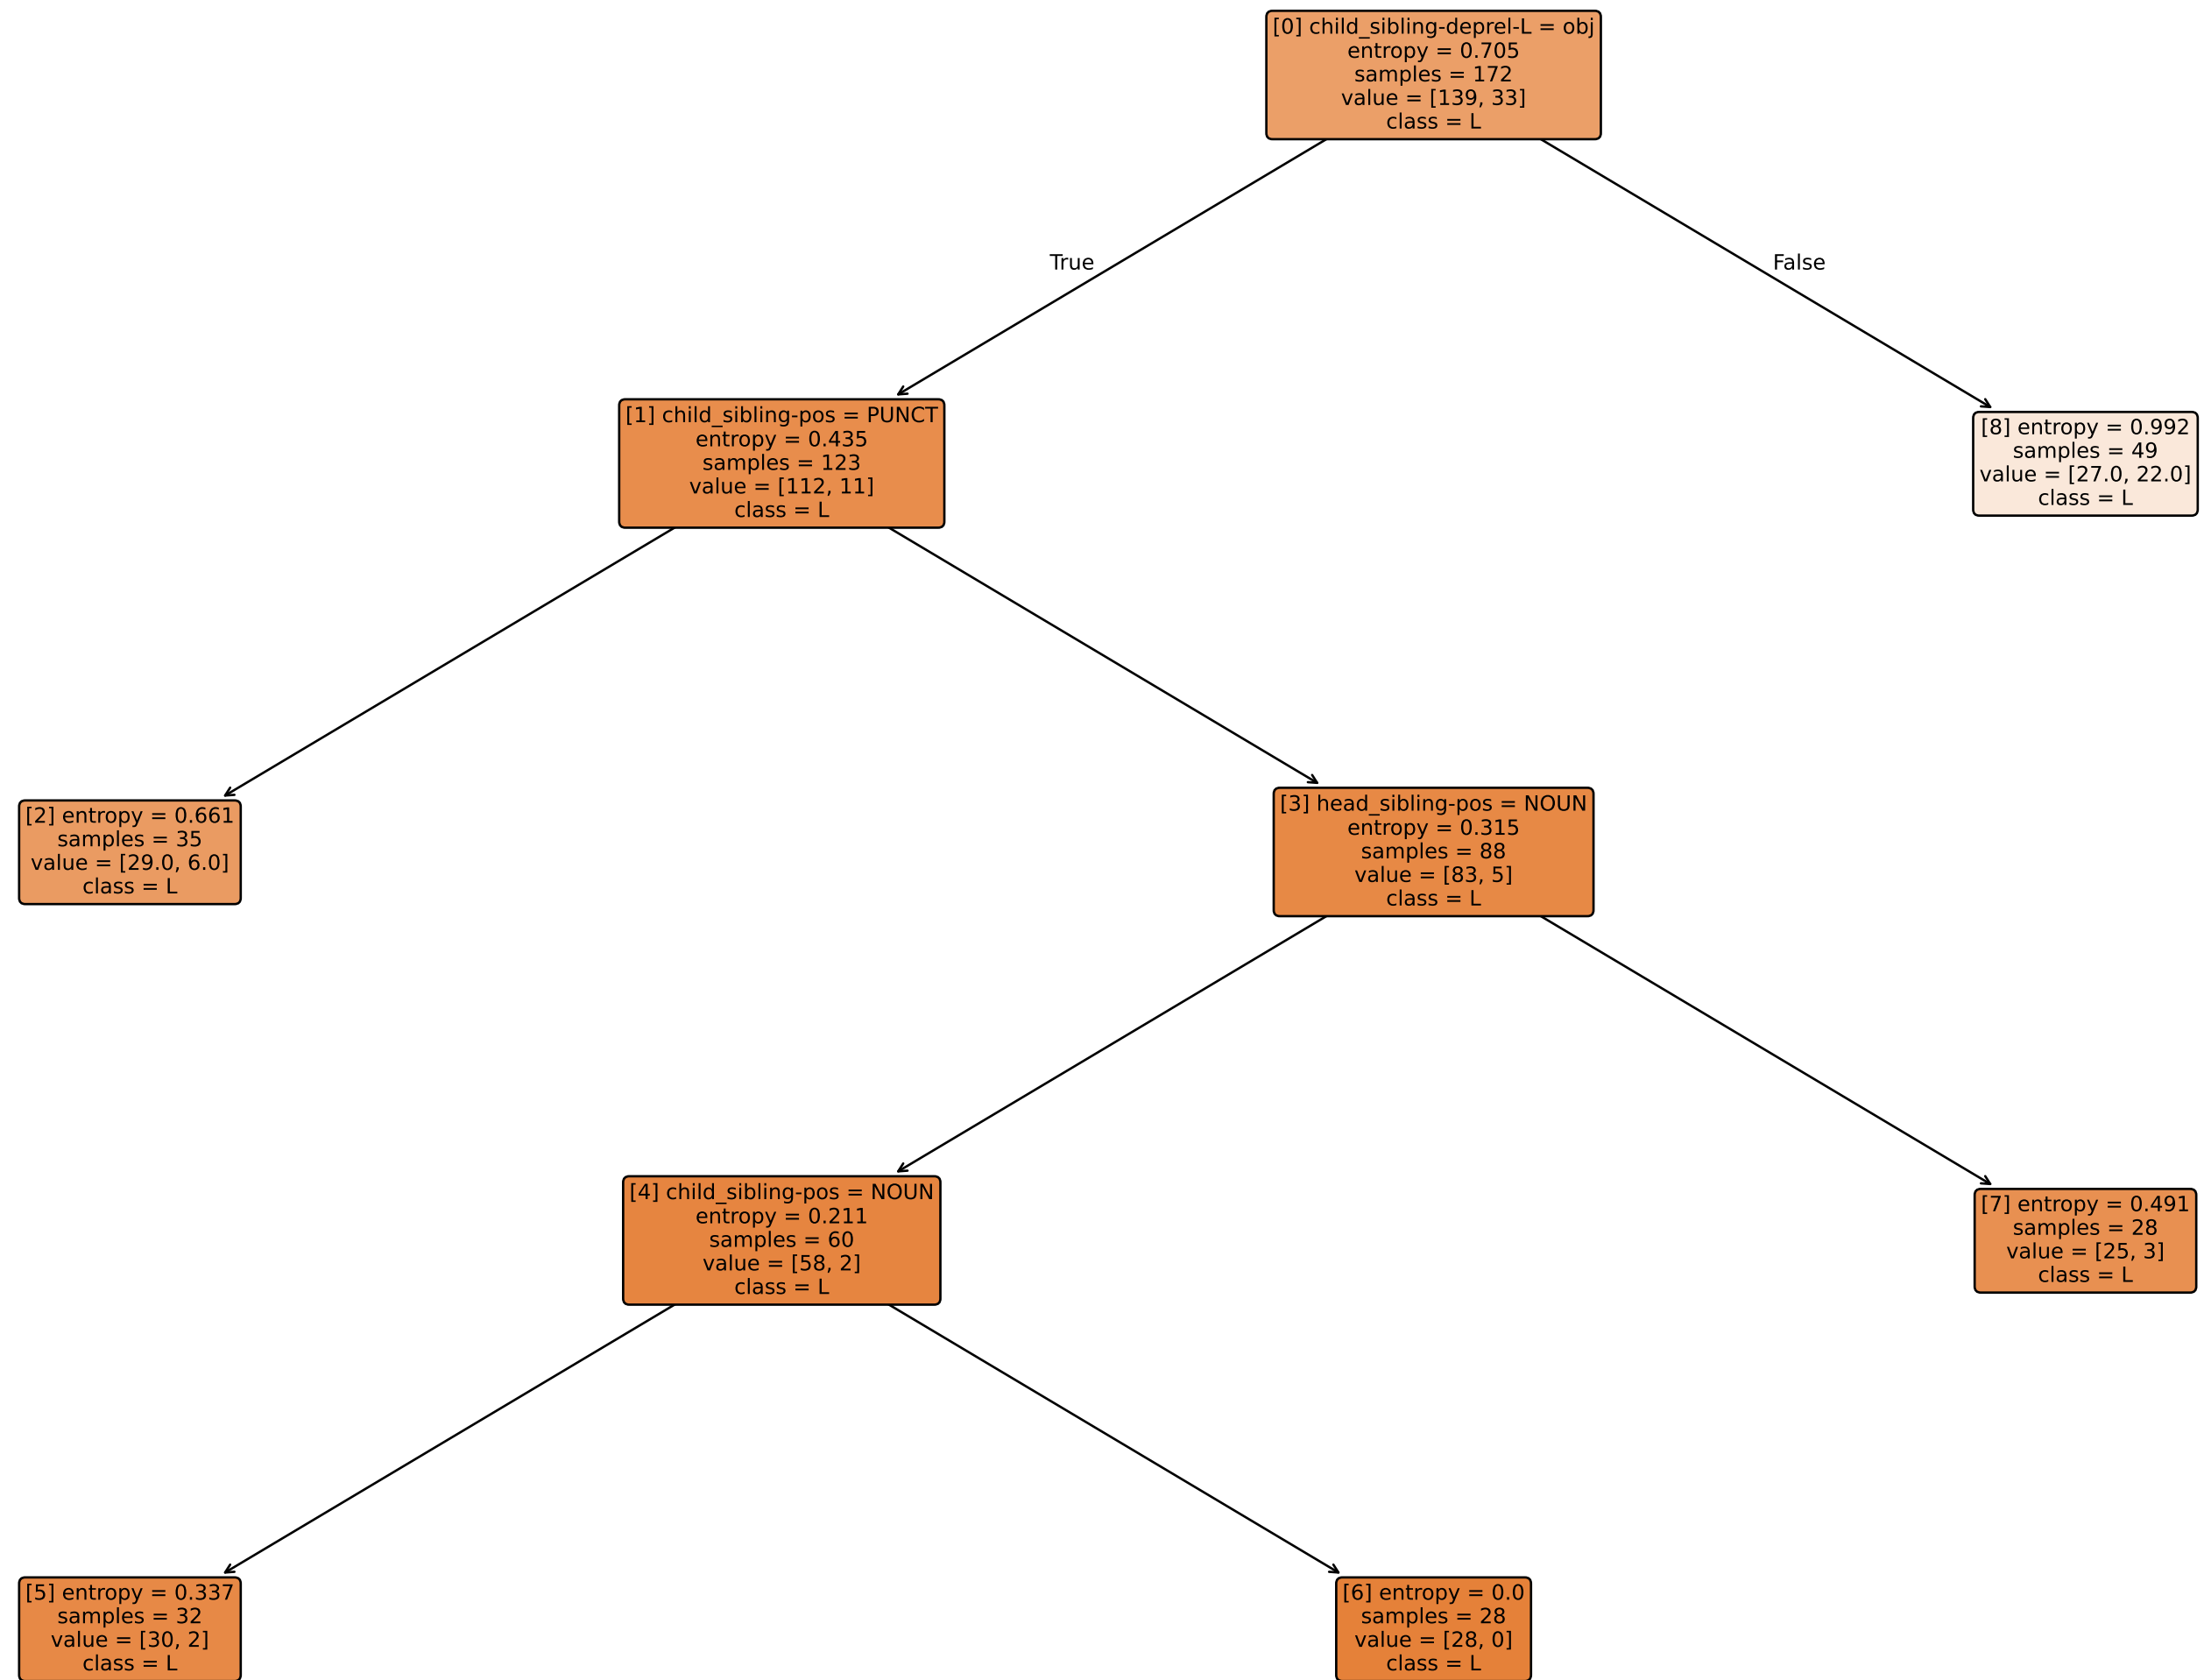 [0] child_sibling-deprel-L = obj
entropy = 0.705
samples = 172
value = [139, 33]
class = L
True
False
[1] child_sibling-pos = PUNCT
entropy = 0.435
samples = 123
value = [112, 11]
class = L
[8] entropy = 0.992
samples = 49
value = [27.0, 22.0]
class = L
[2] entropy = 0.661
samples = 35
value = [29.0, 6.0]
class = L
[3] head_sibling-pos = NOUN
entropy = 0.315
samples = 88
value = [83, 5]
class = L
[4] child_sibling-pos = NOUN
entropy = 0.211
samples = 60
value = [58, 2]
class = L
[7] entropy = 0.491
samples = 28
value = [25, 3]
class = L
[5] entropy = 0.337
samples = 32
value = [30, 2]
class = L
[6] entropy = 0.0
samples = 28
value = [28, 0]
class = L